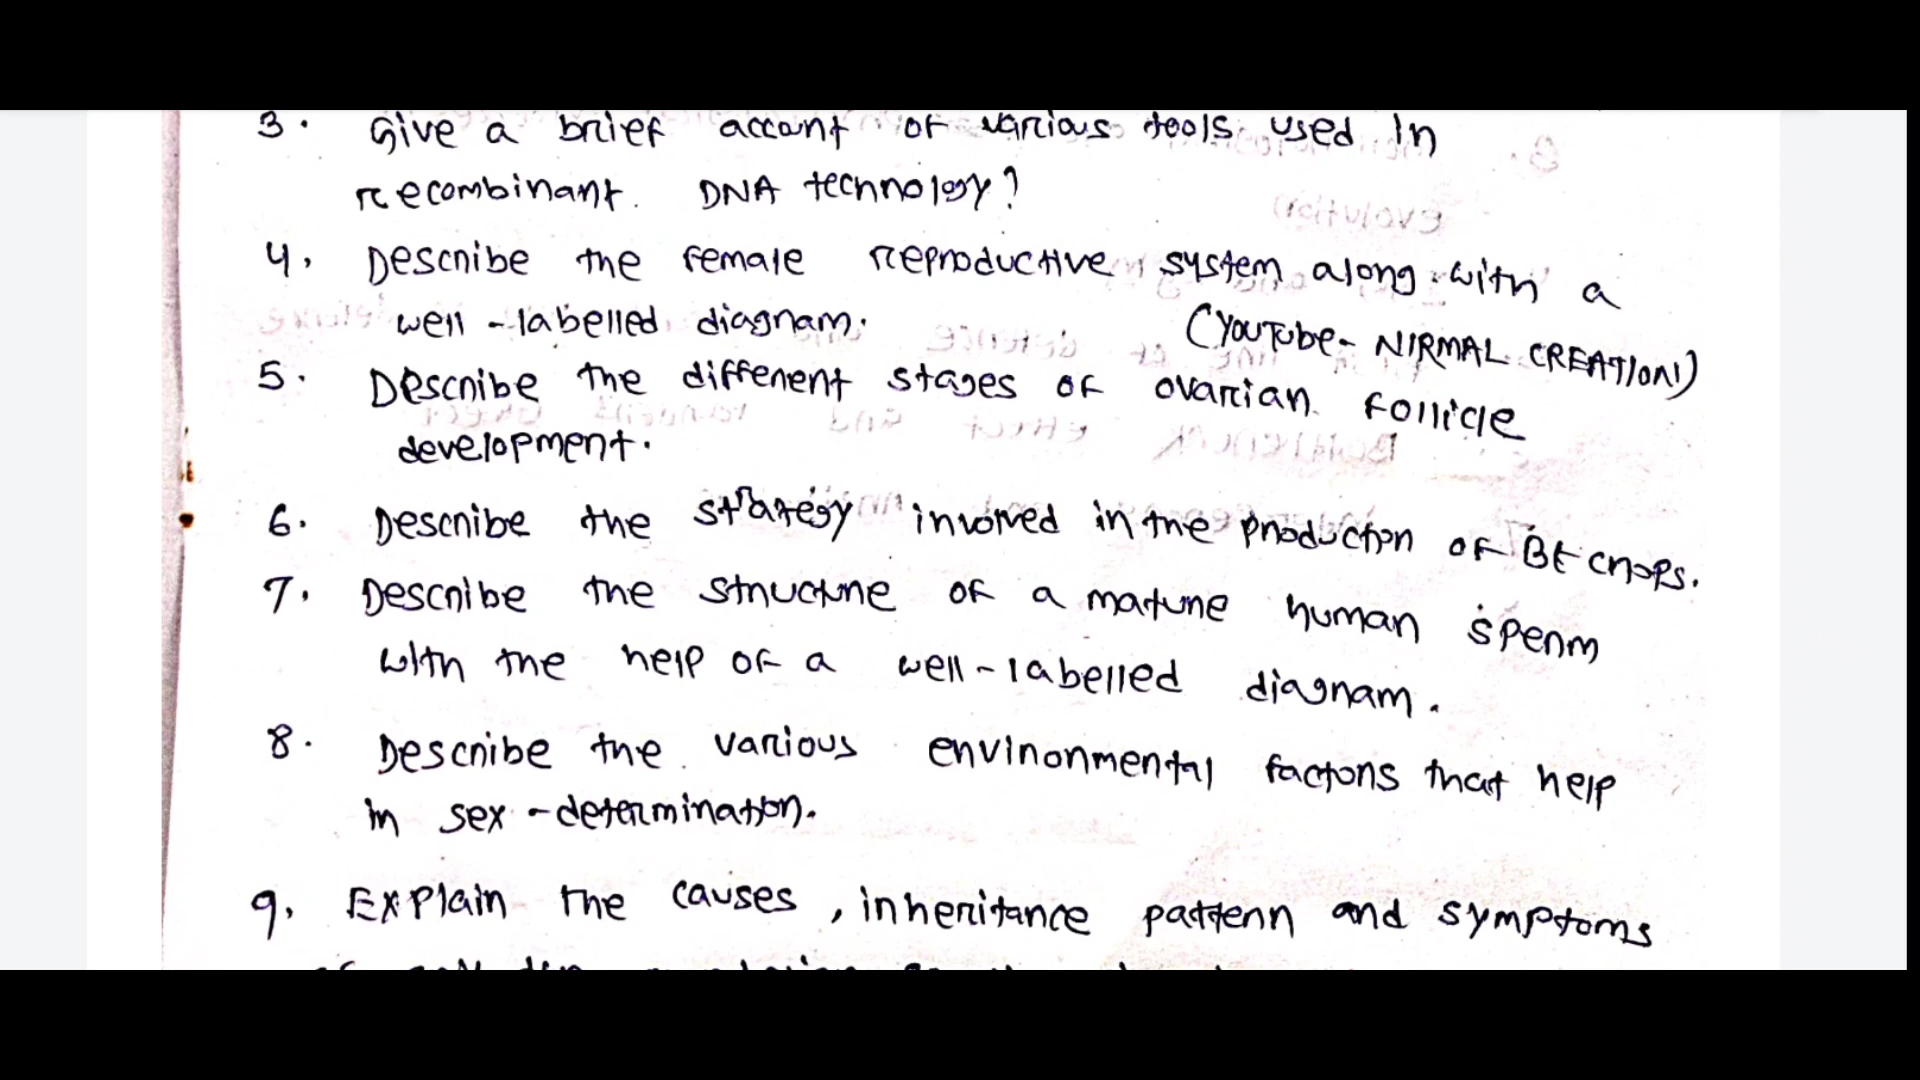 3. Give a brief accont of various tools used in
recombinant. DNA technology?
4. Describe the female reproductive system along with a
well-labelled diagram.
(YouTube- NIRMAL CREATION)
5. Describe the different stages of ovarian follicle
development.
6. Describe the strategy involved in the production of Bt crops.
7. Describe the structure of a mature human sperm
with the help of a well-labelled diagram.
8. Describe the various environmental factors that help
in sex-determination.
9. Explain the causes, inheritance pattern and symptoms